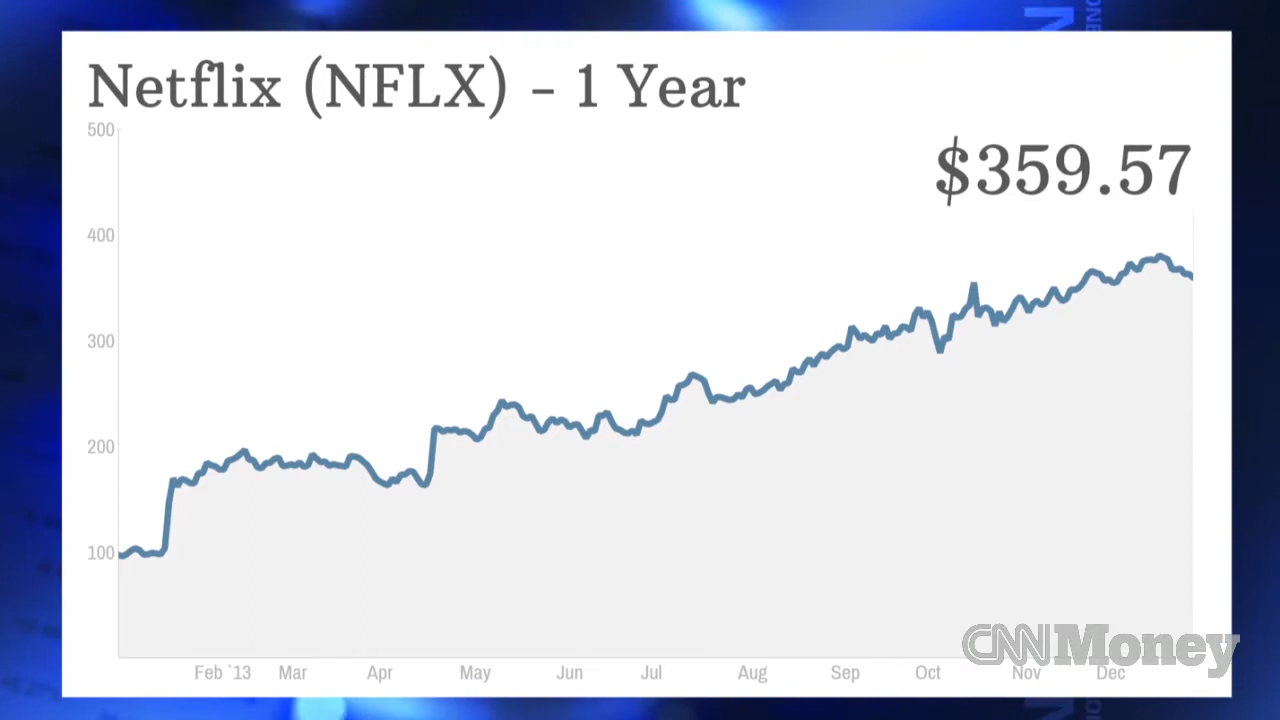 Netflix (NFLX) - 1 Year
$359.57
500
400
300
200
100
Feb `13 Mar Apr May Jun Jul Aug Sep Oct Nov Dec
CNNMoney